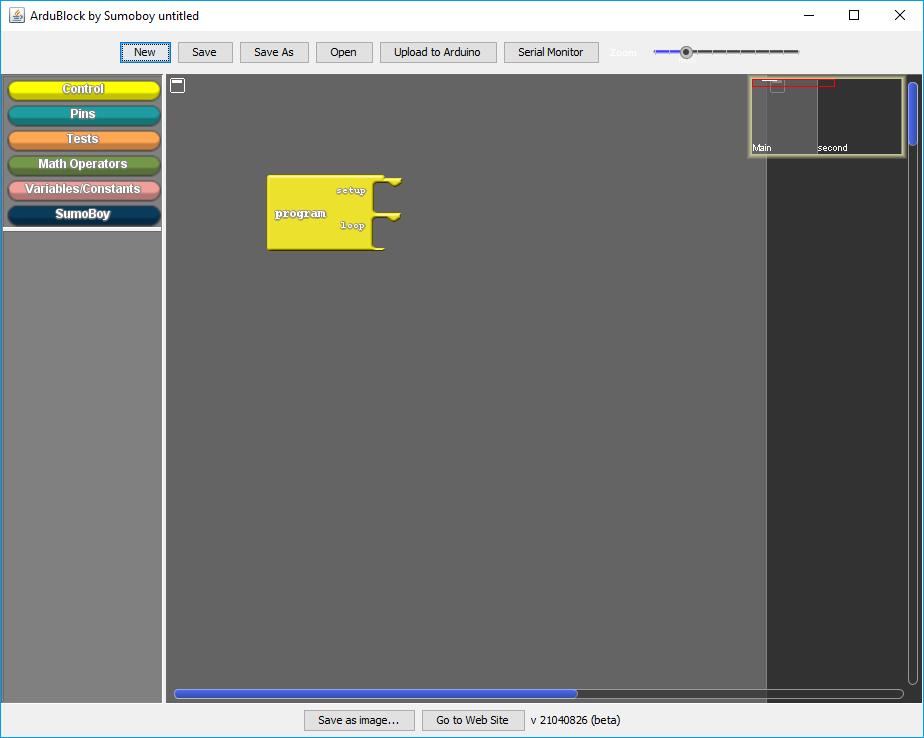 ArduBlock by Sumoboy untitled
New Save Save As Open Upload to Arduino Serial Monitor Zoom
Control
Pins
Tests
Math Operators
Variables/Constants
SumoBoy
setup
program
loop
Main second
Save as image... Go to Web Site v 21040826 (beta)